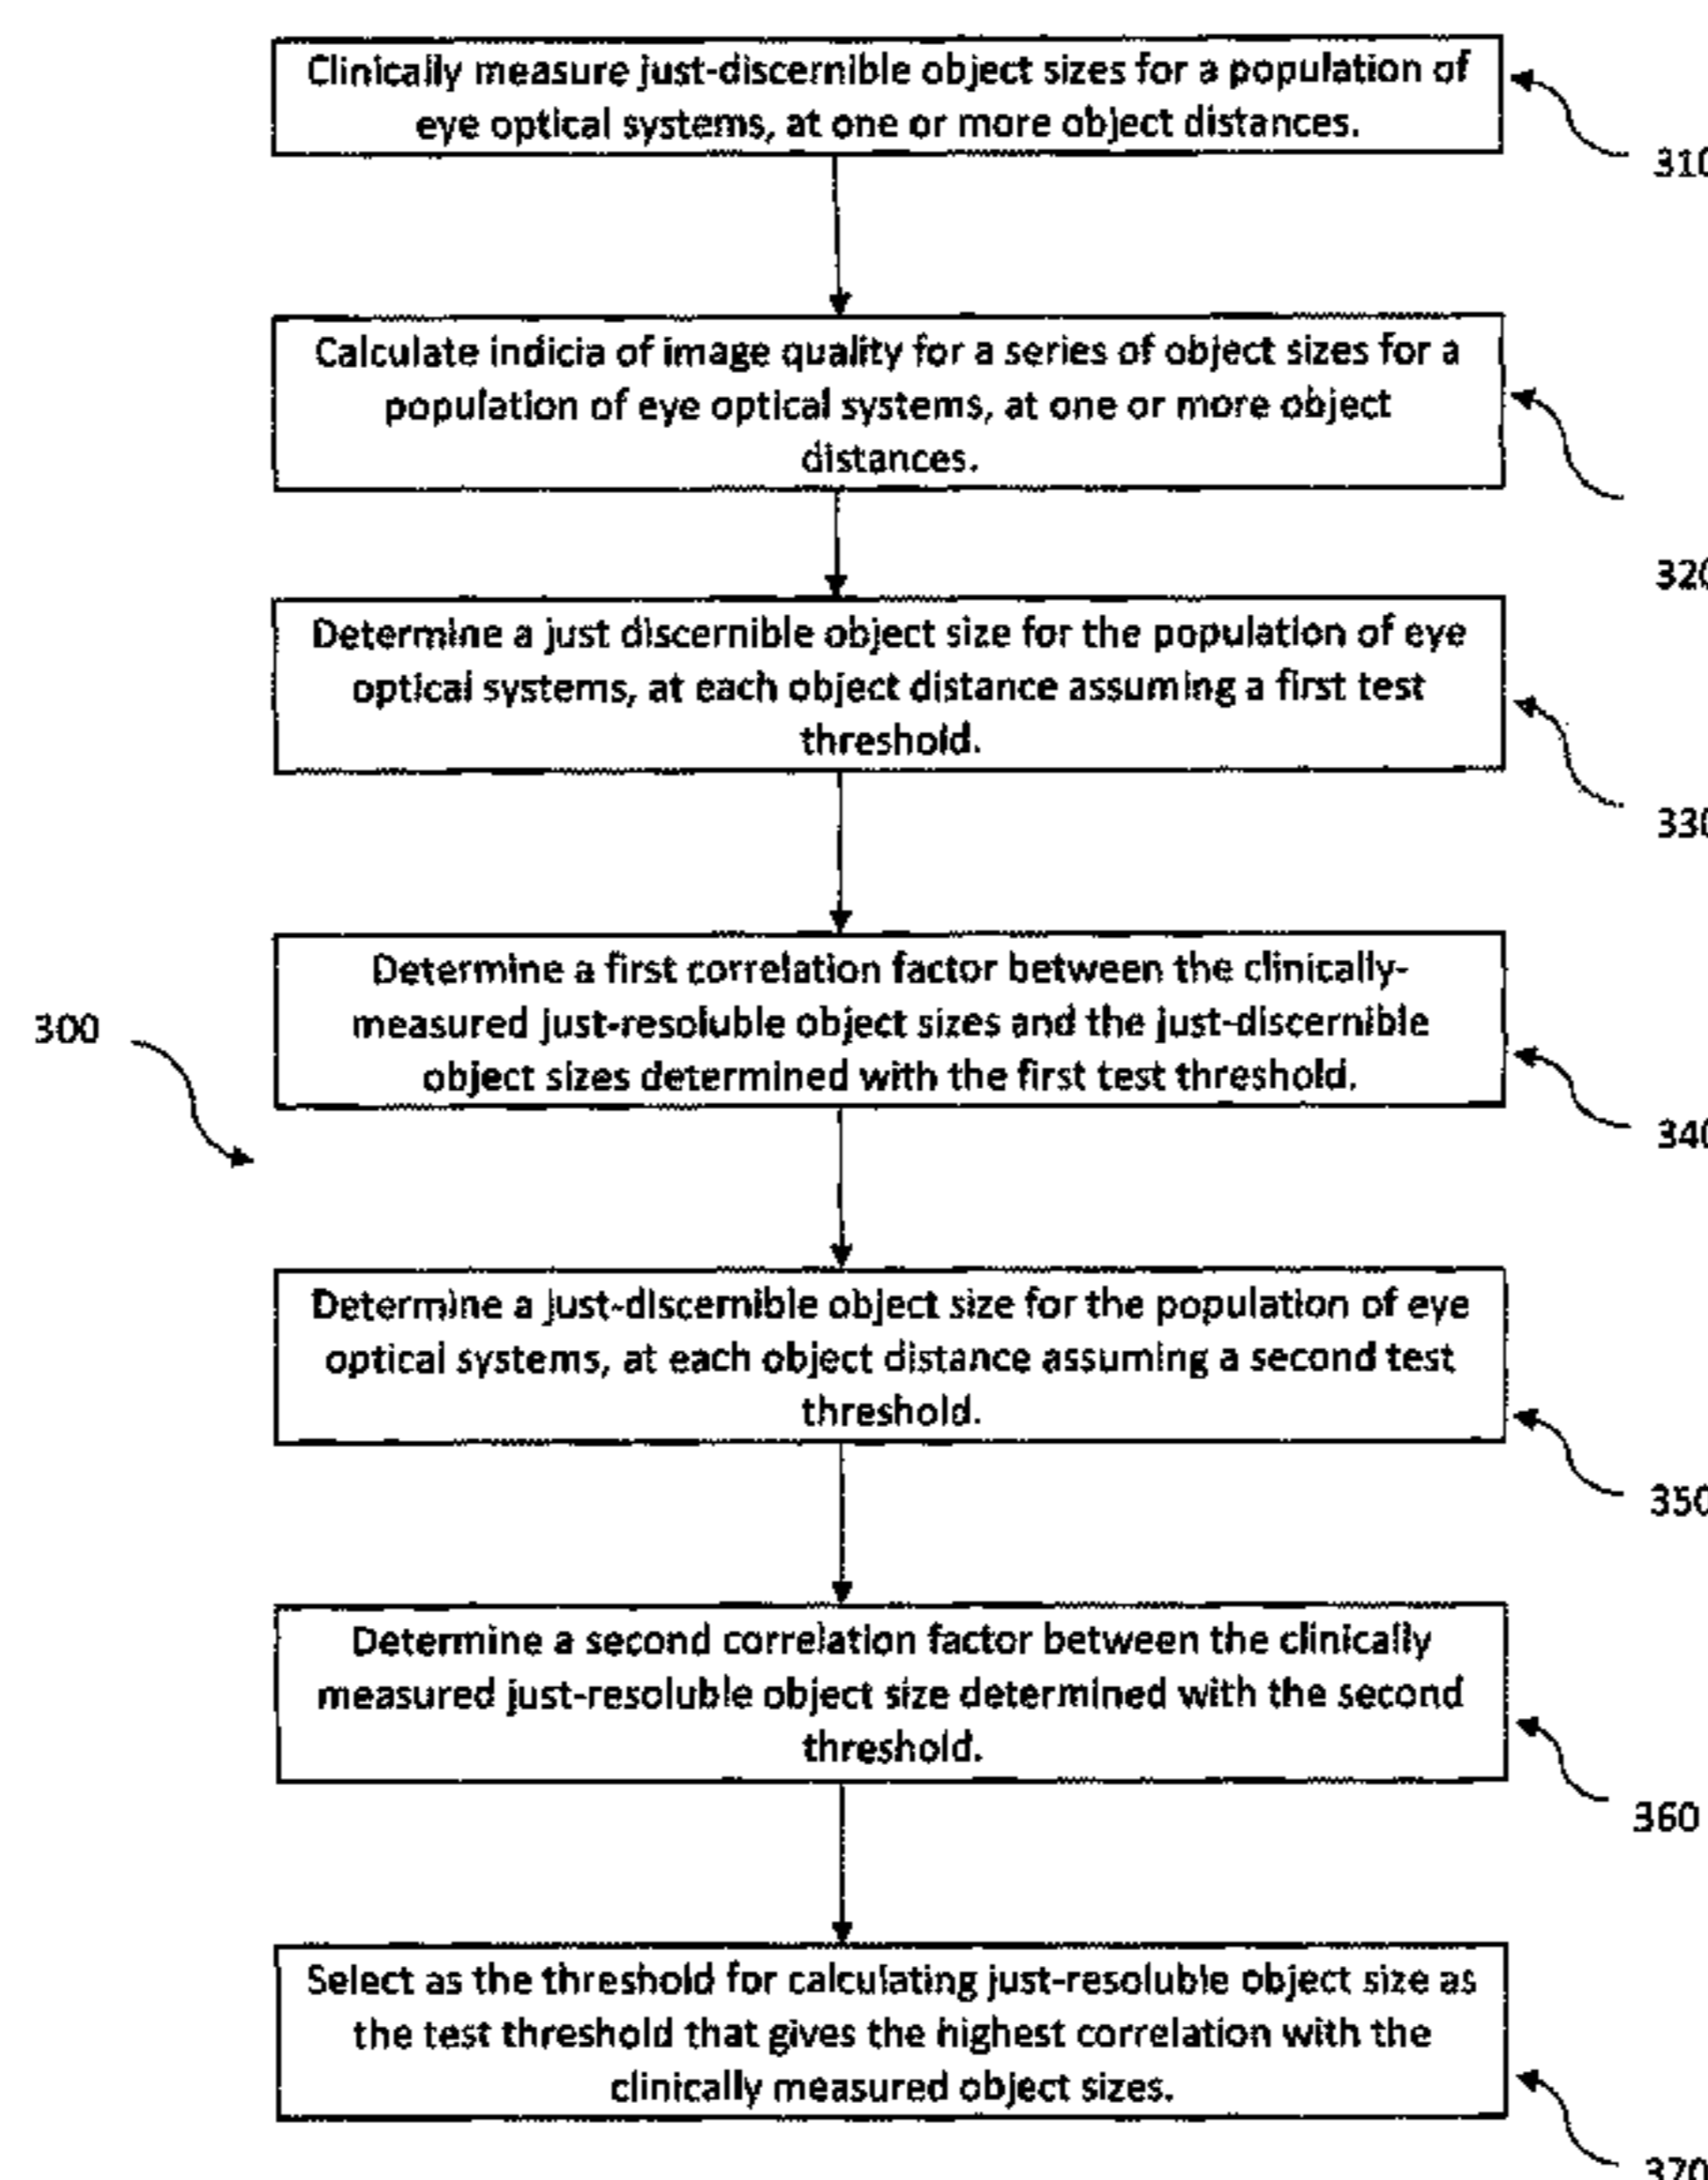 Clinically measure just-discernible object sizes for a population of
eye optical systems, at one or more object distances.
310
Calculate indicia of image quality for a series of object sizes for a
population of eye optical systems, at one or more object
distances.
320
Determine a just discernible object size for the population of eye
optical systems, at each object distance assuming a first test
threshold.
330
Determine a first correlation factor between the clinically-
measured just-resoluble object sizes and the just-discernible
object sizes determined with the first test threshold.
340
300
Determine a just-discernible object size for the population of eye
optical systems, at each object distance assuming a second test
threshold.
350
Determine a second correlation factor between the clinically
measured just-resoluble object size determined with the second
threshold.
360
Select as the threshold for calculating just-resoluble object size as
the test threshold that gives the highest correlation with the
clinically measured object sizes.
370